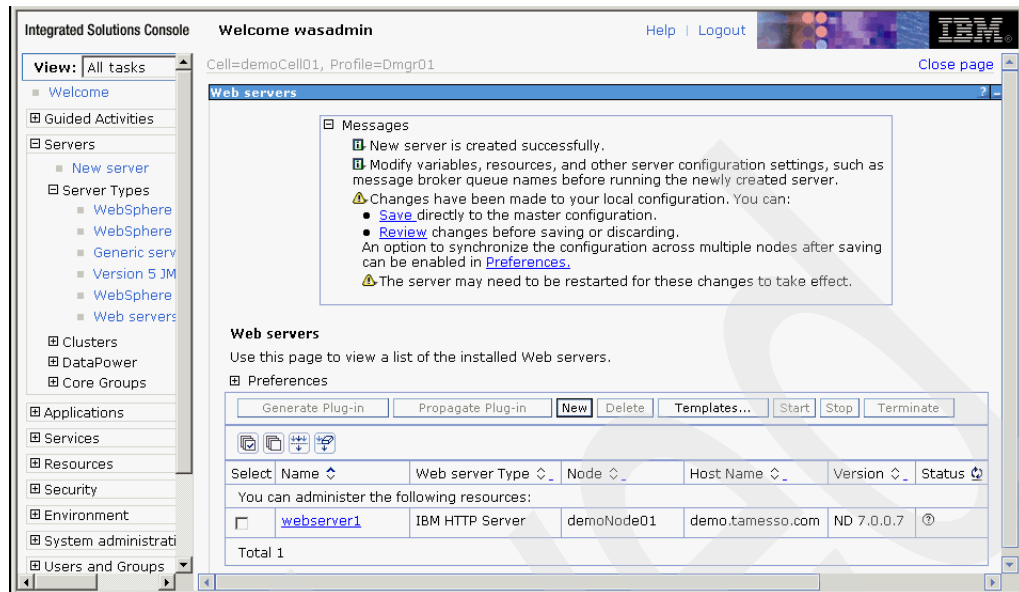 Integrated Solutions Console Welcome wasadmin Help | Logout IBM.
View: All tasks
Cell=demoCell01, Profile=Dmgr01 Close page
Welcome
Guided Activities
Servers
New server
Server Types
WebSphere
WebSphere
Generic serv
Version 5 JM
WebSphere
Web servers
Clusters
DataPower
Core Groups
Applications
Services
Resources
Security
Environment
System administrati
Users and Groups
Web servers ? -
Messages
New server is created successfully.
Modify variables, resources, and other server configuration settings, such as
message broker queue names before running the newly created server.
Changes have been made to your local configuration. You can:
• Save directly to the master configuration.
• Review changes before saving or discarding.
An option to synchronize the configuration across multiple nodes after saving
can be enabled in Preferences.
The server may need to be restarted for these changes to take effect.
Web servers
Use this page to view a list of the installed Web servers.
Preferences
Generate Plug-in Propagate Plug-in New Delete Templates... Start Stop Terminate
Select Name Web server Type Node Host Name Version Status
You can administer the following resources:
webserver1 IBM HTTP Server demoNode01 demo.tamesso.com ND 7.0.0.7
Total 1